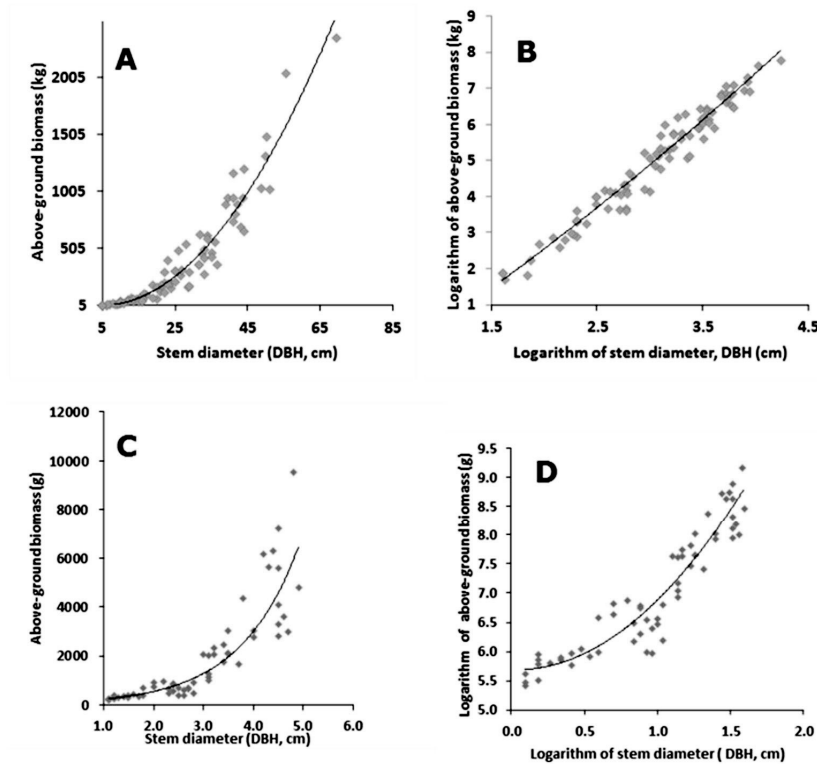 A
Above-ground biomass (kg)
2005
1505
1005
505
5
5 25 45 65 85
Stem diameter (DBH, cm)
B
Logarithm of above-ground biomass (kg)
9
8
7
6
5
4
3
2
1
1.5 2.5 3.5 4.5
Logarithm of stem diameter, DBH (cm)
C
Above-ground biomass (g)
12000
10000
8000
6000
4000
2000
0
1.0 2.0 3.0 4.0 5.0 6.0
Stem diameter (DBH, cm)
D
Logarithm of above-ground biomass (g)
9.5
9.0
8.5
8.0
7.5
7.0
6.5
6.0
5.5
5.0
0.0 0.5 1.0 1.5 2.0
Logarithm of stem diameter ( DBH, cm)